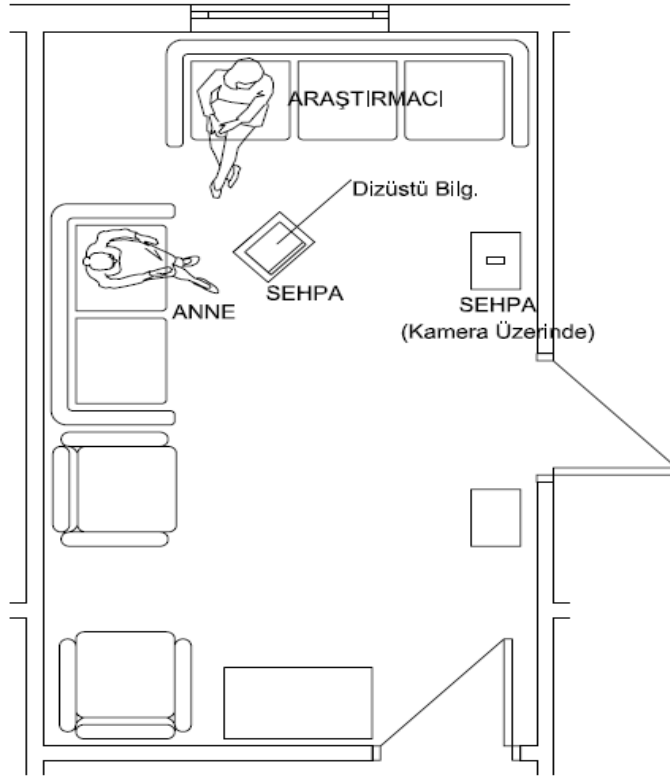 ARAŞTIRMACI
Dizüstü Bilg.
SEHPA
ANNE
SEHPA
(Kamera Üzerinde)